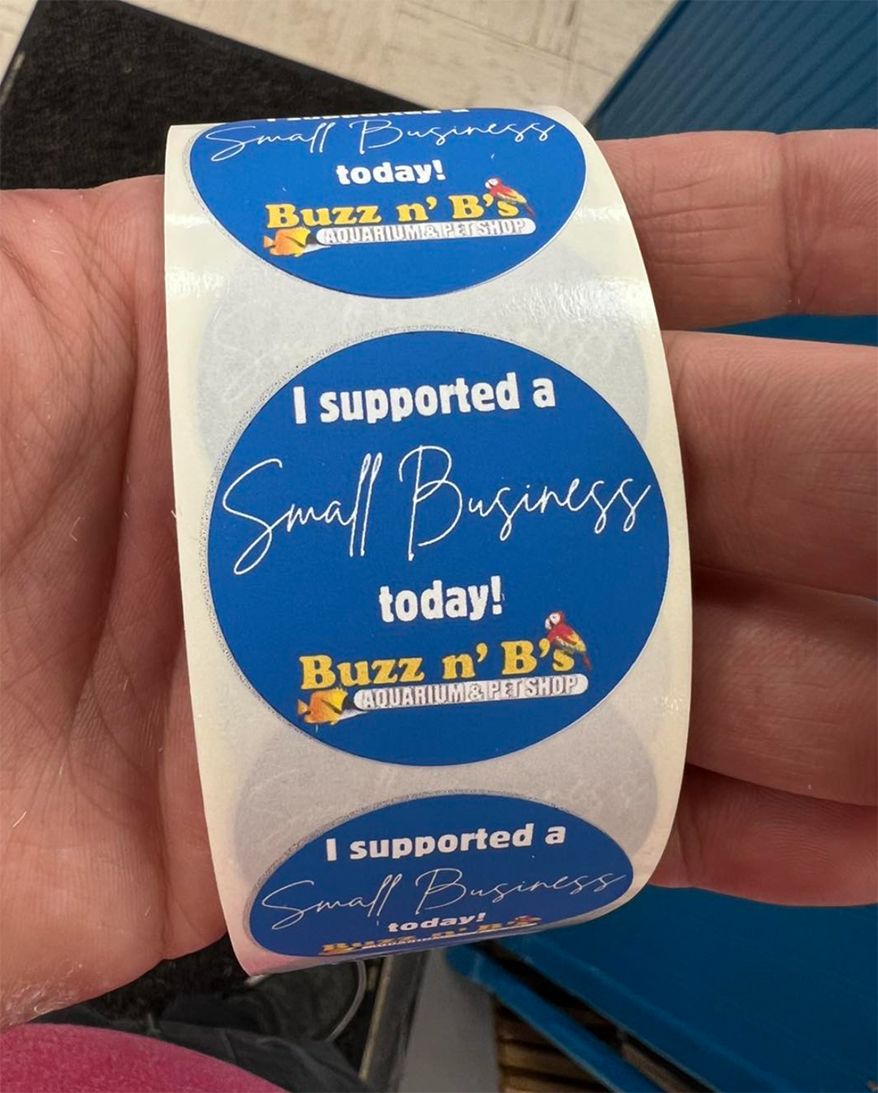 Small Business
today!
Buzz n' B's
AQUARIUM & PET SHOP
I supported a
Small Business
today!
Buzz n' B's
AQUARIUM & PET SHOP
I supported a
Small Business
today!
Buzz n' B's